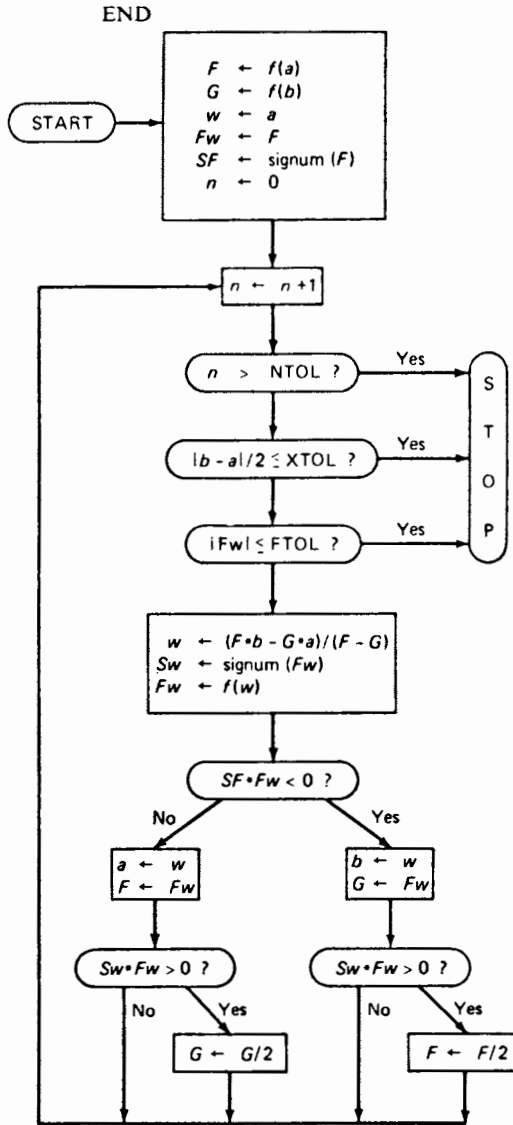 END
START
F ← f(a)
G ← f(b)
w ← a
Fw ← F
SF ← signum (F)
n ← 0
n ← n+1
n > NTOL ?
Yes
|b - a|/2 ≤ XTOL ?
Yes
|Fw| ≤ FTOL ?
Yes
S
T
O
P
w ← (F*b - G*a)/(F - G)
Sw ← signum (Fw)
Fw ← f(w)
SF*Fw < 0 ?
No
Yes
a ← w
F ← Fw
b ← w
G ← Fw
Sw*Fw > 0 ?
Sw*Fw > 0 ?
No
Yes
No
Yes
G ← G/2
F ← F/2